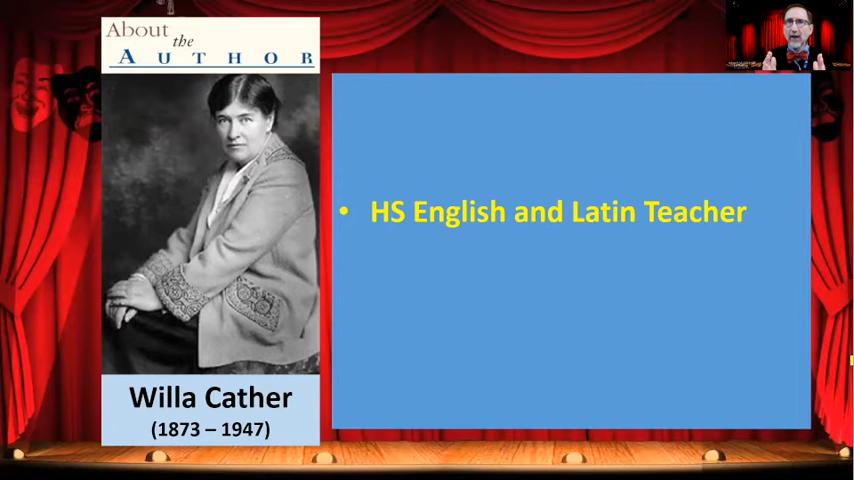 About
the
AUTHOR
• HS English and Latin Teacher
Willa Cather
(1873 – 1947)